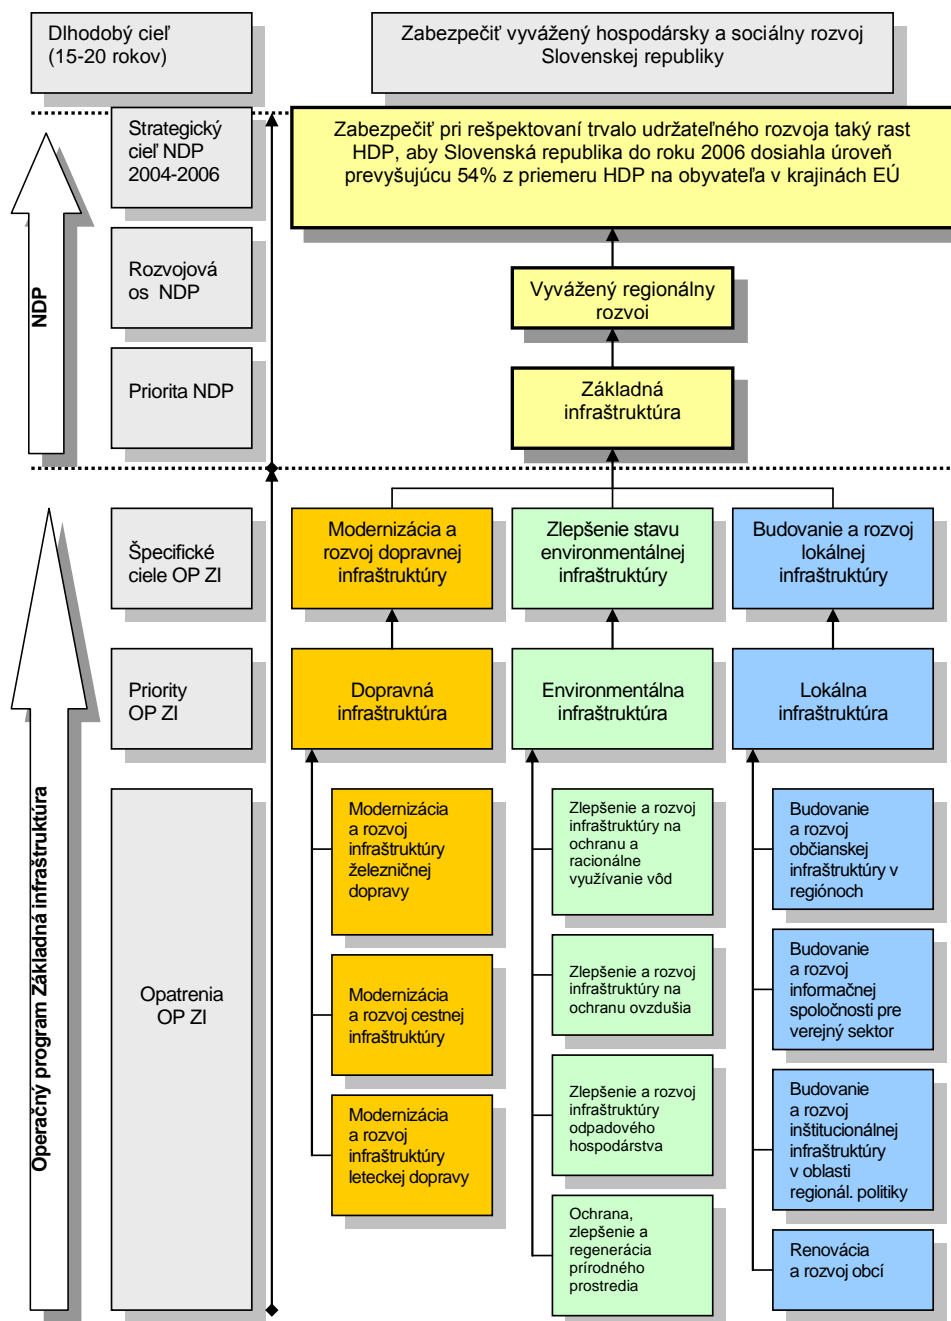 Dlhodobý cieľ
(15-20 rokov)
Zabezpečiť vyvážený hospodársky a sociálny rozvoj
Slovenskej republiky
NDP
Strategický
cieľ NDP
2004-2006
Zabezpečiť pri rešpektovaní trvalo udržateľného rozvoja taký rast
HDP, aby Slovenská republika do roku 2006 dosiahla úroveň
prevyšujúcu 54% z priemeru HDP na obyvateľa v krajinách EÚ
Rozvojová
os NDP
Vyvážený regionálny
rozvoi
Priorita NDP
Základná
infraštruktúra
Operačný program Základná infraštruktúra
Špecifické
ciele OP ZI
Modernizácia a
rozvoj dopravnej
infraštruktúry
Zlepšenie stavu
environmentálnej
infraštruktúry
Budovanie a rozvoj
lokálnej
infraštruktúry
Priority
OP ZI
Dopravná
infraštruktúra
Environmentálna
infraštruktúra
Lokálna
infraštruktúra
Opatrenia
OP ZI
Modernizácia
a rozvoj
infraštruktúry
železničnej
dopravy
Modernizácia
a rozvoj cestnej
infraštruktúry
Modernizácia
a rozvoj
infraštruktúry
leteckej dopravy
Zlepšenie a rozvoj
infraštruktúry na
ochranu a
racionálne
využívanie vôd
Zlepšenie a rozvoj
infraštruktúry na
ochranu ovzdušia
Zlepšenie a rozvoj
infraštruktúry
odpadového
hospodárstva
Ochrana,
zlepšenie a
regenerácia
prírodného
prostredia
Budovanie
a rozvoj
občianskej
infraštruktúry v
regiónoch
Budovanie
a rozvoj
informačnej
spoločnosti pre
verejný sektor
Budovanie
a rozvoj
inštitucionálnej
infraštruktúry
v oblasti
regionál. politiky
Renovácia
a rozvoj obcí